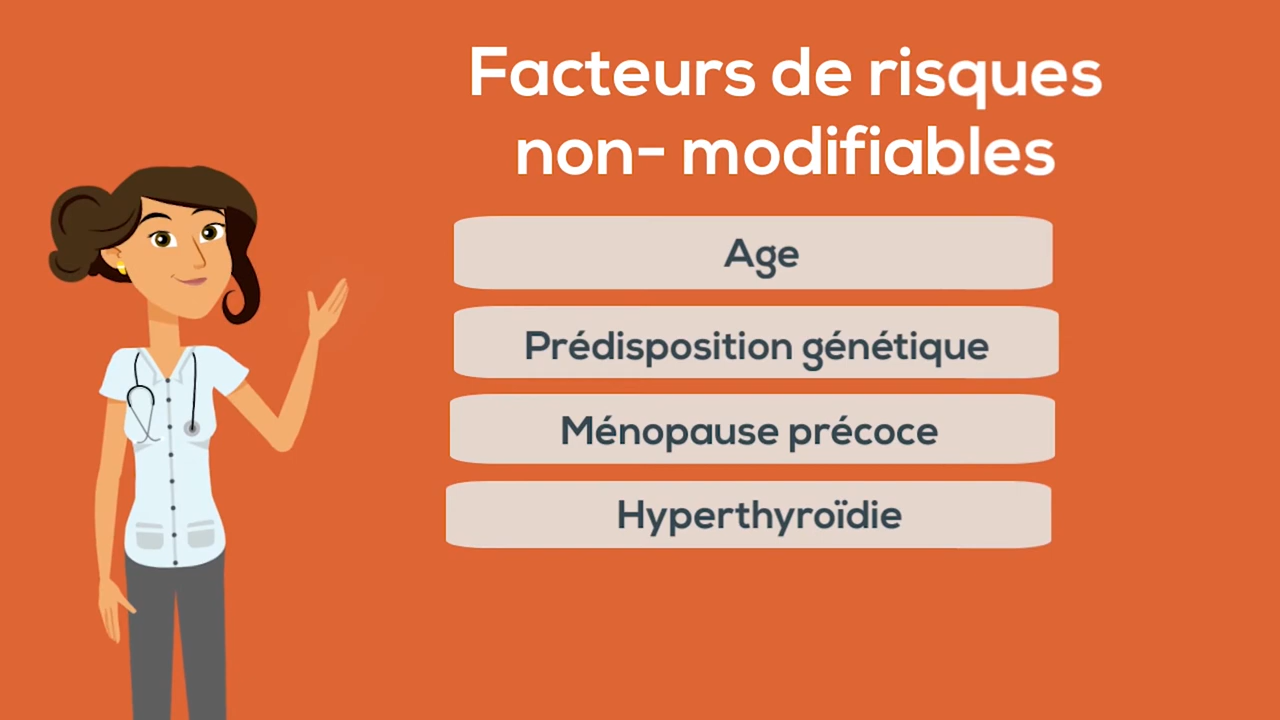 Facteurs de risques
non- modifiables
Age
Prédisposition génétique
Ménopause précoce
Hyperthyroïdie